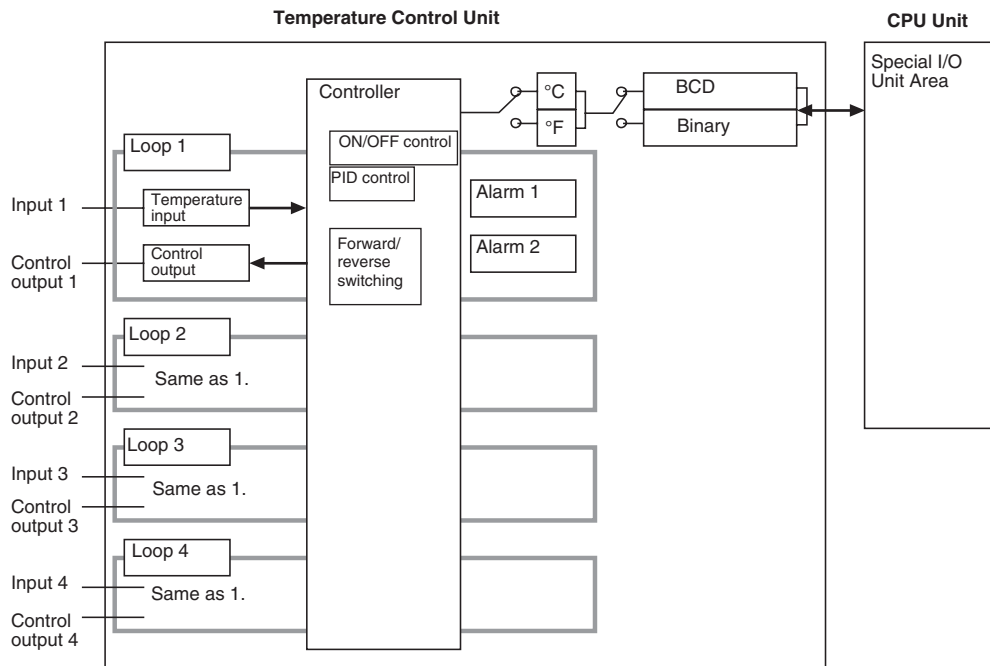 Temperature Control Unit
CPU Unit
Special I/O
Unit Area
Controller
°C
°F
BCD
Binary
ON/OFF control
PID control
Forward/
reverse
switching
Loop 1
Input 1
Temperature
input
Control
output 1
Control
output
Alarm 1
Alarm 2
Loop 2
Input 2
Same as 1.
Control
output 2
Loop 3
Input 3
Same as 1.
Control
output 3
Loop 4
Input 4
Same as 1.
Control
output 4